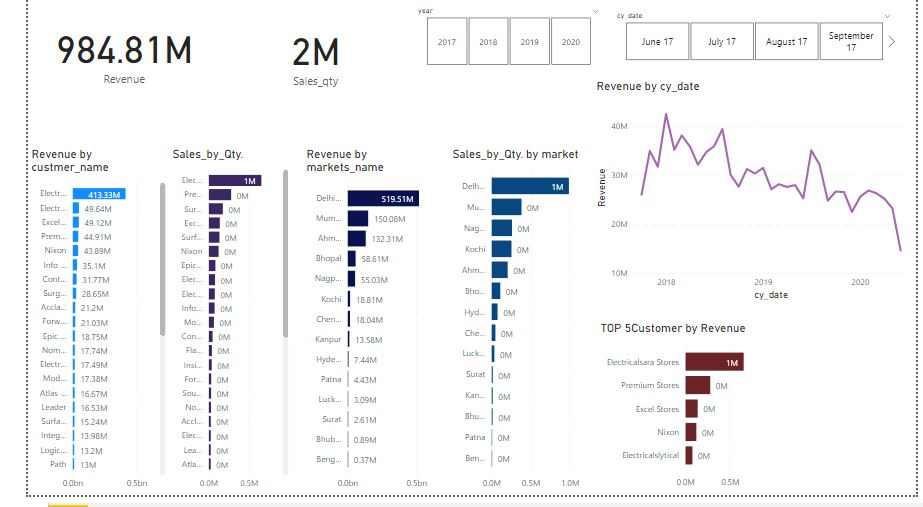 984.81M
Revenue
2M
Sales_qty
year
2017
2018
2019
2020
cy_date
June 17
July 17
August 17
September
17
Revenue by
custmer_name
Electr... 413.33M
Electr... 49.64M
Excel... 49.12M
Prem... 44.91M
Nixon 43.89M
Info ... 35.1M
Cont... 31.77M
Surg... 28.65M
Accla... 21.2M
Forw... 21.03M
Epic ... 18.75M
Nom... 17.74M
Electr... 17.49M
Mod... 17.38M
Atlas ... 16.67M
Leader 16.53M
Surfa... 15.24M
Integ... 13.98M
Logic... 13.2M
Path 13M
0.0bn 0.5bn
Sales_by_Qty.
Elec... 1M
Pre... 0M
Sur... 0M
Exc... 0M
Surf... 0M
Nixon 0M
Epic... 0M
Elec... 0M
Elec... 0M
Info... 0M
Mo... 0M
Con... 0M
Fla... 0M
Insi... 0M
For... 0M
Sou... 0M
No... 0M
Accl... 0M
Elec... 0M
Lea... 0M
Atla... 0M
0.0M 0.5M
Revenue by
markets_name
Delhi... 519.51M
Mum... 150.08M
Ahm... 132.31M
Bhopal 58.61M
Nagp... 55.03M
Kochi 18.81M
Chen... 18.04M
Kanpur 13.58M
Hyde... 7.44M
Patna 4.43M
Luck... 3.09M
Surat 2.61M
Bhub... 0.89M
Beng... 0.37M
0.0bn 0.5bn
Sales_by_Qty. by market
Delh... 1M
Mu... 0M
Nag... 0M
Kochi 0M
Ahm... 0M
Bho... 0M
Hyd... 0M
Che... 0M
Luck... 0M
Surat 0M
Kan... 0M
Bhu... 0M
Patna 0M
Ben... 0M
0.0M 0.5M 1.0M
Revenue by cy_date
Revenue
40M
30M
20M
10M
2018 2019 2020
cy_date
TOP 5Customer by Revenue
Electricalsara Stores 1M
Premium Stores 0M
Excel Stores 0M
Nixon 0M
Electricalslytical 0M
0.0M 0.5M